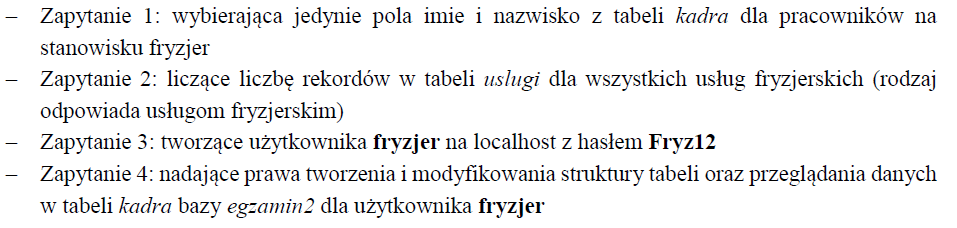 – Zapytanie 1: wybierająca jedynie pola imie i nazwisko z tabeli kadra dla pracowników na
stanowisku fryzjer
– Zapytanie 2: liczące liczbę rekordów w tabeli uslugi dla wszystkich usług fryzjerskich (rodzaj
odpowiada usługom fryzjerskim)
– Zapytanie 3: tworzące użytkownika fryzjer na localhost z hasłem Fryz12
– Zapytanie 4: nadające prawa tworzenia i modyfikowania struktury tabeli oraz przeglądania danych
w tabeli kadra bazy egzamin2 dla użytkownika fryzjer